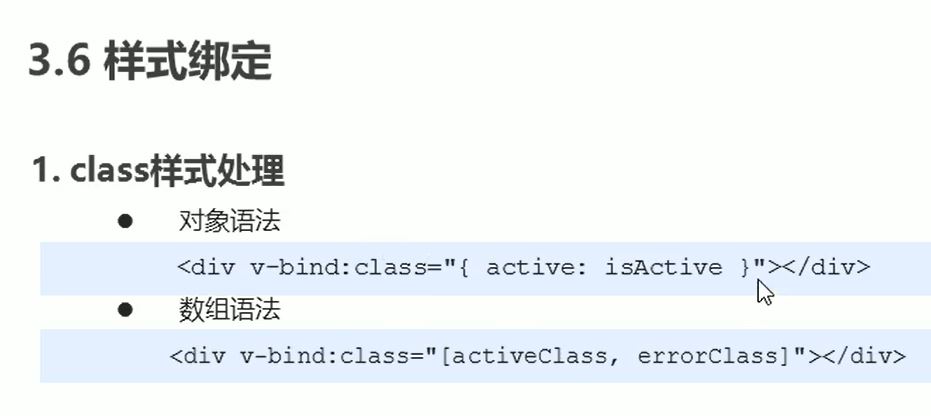 3.6 样式绑定
1. class样式处理
● 对象语法
<div v-bind:class="{ active: isActive }"></div>
● 数组语法
<div v-bind:class="[activeClass, errorClass]"></div>